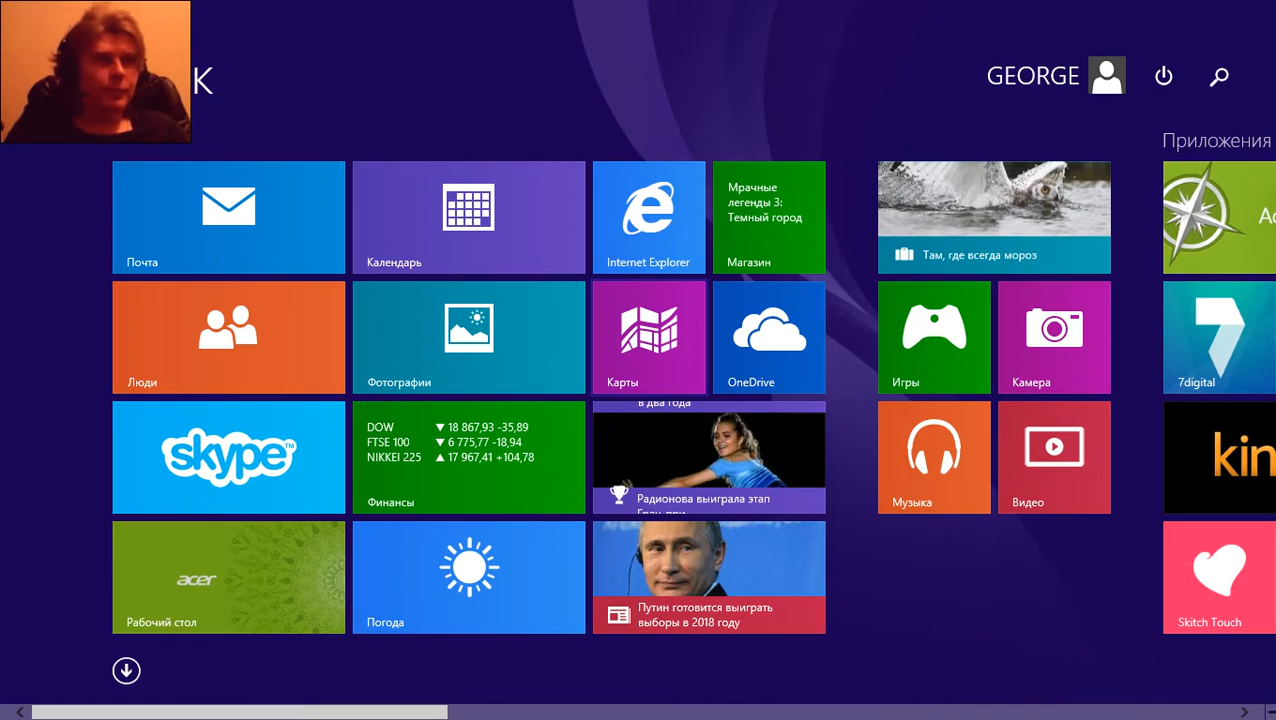 К
GEORGE
Приложения
Почта
Календарь
Internet Explorer
Мрачные
легенды 3:
Темный город
Магазин
Там, где всегда мороз
Люди
Фотографии
Карты
OneDrive
Игры
Камера
7digital
skype™
DOW ▼ 18 867,93 -35,89
FTSE 100 ▼ 6 775,77 -18,94
NIKKEI 225 ▲ 17 967,41 +104,78
Финансы
в два года
Радионова выиграла этап
Музыка
Видео
kin
acer
Рабочий стол
Погода
Путин готовится выиграть
выборы в 2018 году
Skitch Touch